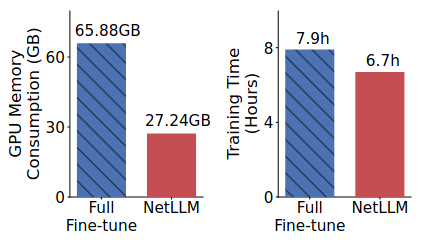 GPU Memory
Consumption (GB)
60
30
0
65.88GB
27.24GB
Full
Fine-tune
NetLLM
Training Time
(Hours)
8
4
0
7.9h
6.7h
Full
Fine-tune
NetLLM